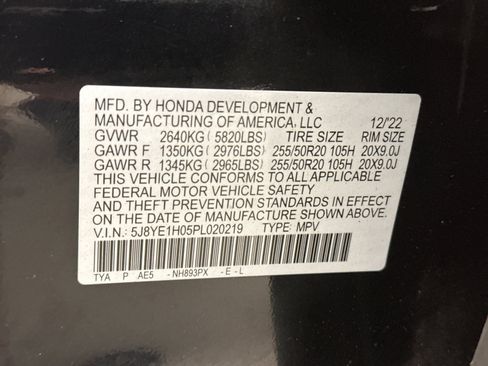 MFD. BY HONDA DEVELOPMENT &
MANUFACTURING OF AMERICA, LLC 12/'22
GVWR 2640KG ( 5820LBS) TIRE SIZE RIM SIZE
GAWR F 1350KG ( 2976LBS) 255/50R20 105H 20X9.0J
GAWR R 1345KG ( 2965LBS) 255/50R20 105H 20X9.0J
THIS VEHICLE CONFORMS TO ALL APPLICABLE
FEDERAL MOTOR VEHICLE SAFETY
AND THEFT PREVENTION STANDARDS IN EFFECT
ON THE DATE OF MANUFACTURE SHOWN ABOVE.
V.I.N.: 5J8YE1H05PL020219 TYPE: MPV
TYA P AE5 - NH893PX - E - L